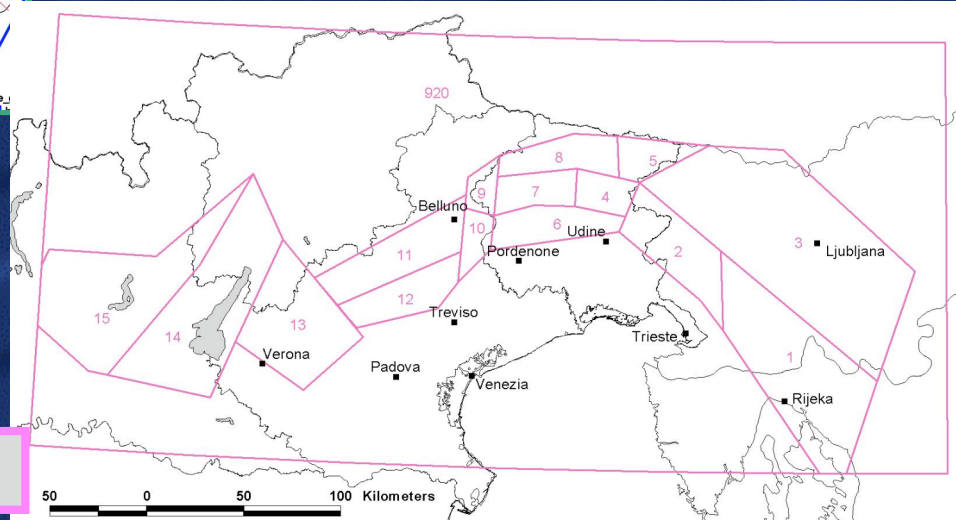 920
8
5
7
4
9
Belluno
10
6
Udine
Pordenone
11
2
3
Ljubljana
12
Treviso
13
14
15
Trieste
Verona
Padova
Venezia
1
Rijeka
50 0 50 100 Kilometers